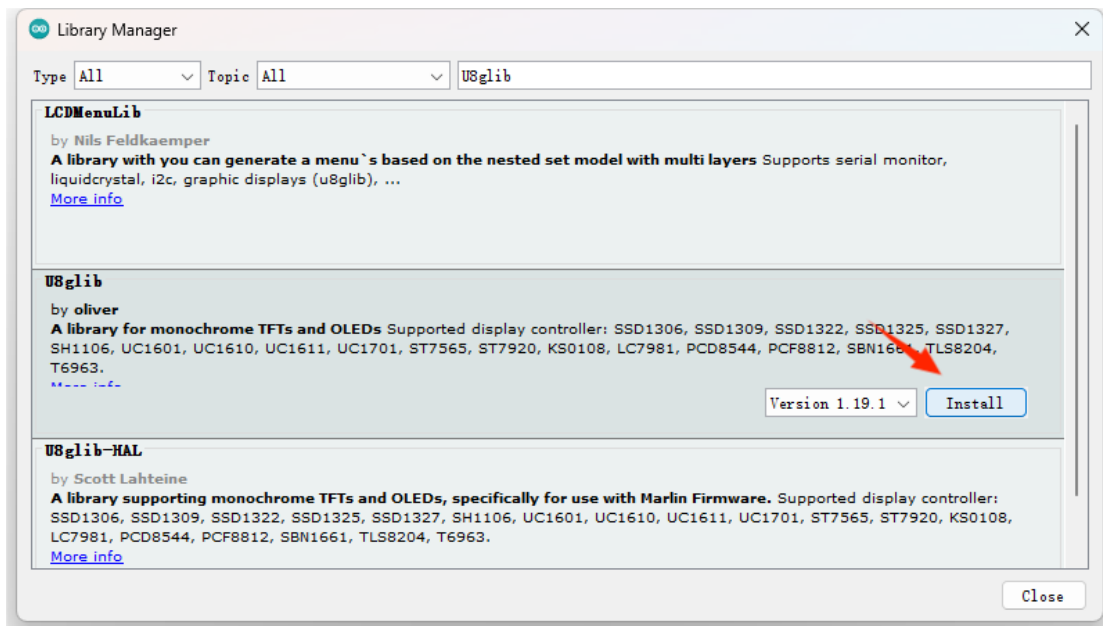 Library Manager
Type All Topic All U8glib
LCDMenuLib
by Nils Feldkaemper
A library with you can generate a menu`s based on the nested set model with multi layers Supports serial monitor,
liquidcrystal, i2c, graphic displays (u8glib), ...
More info
U8glib
by oliver
A library for monochrome TFTs and OLEDs Supported display controller: SSD1306, SSD1309, SSD1322, SSD1325, SSD1327,
SH1106, UC1601, UC1610, UC1611, UC1701, ST7565, ST7920, KS0108, LC7981, PCD8544, PCF8812, SBN1661, TLS8204,
T6963.
More info
Version 1.19.1 Install
U8glib-HAL
by Scott Lahteine
A library supporting monochrome TFTs and OLEDs, specifically for use with Marlin Firmware. Supported display controller:
SSD1306, SSD1309, SSD1322, SSD1325, SSD1327, SH1106, UC1601, UC1610, UC1611, UC1701, ST7565, ST7920, KS0108,
LC7981, PCD8544, PCF8812, SBN1661, TLS8204, T6963.
More info
Close